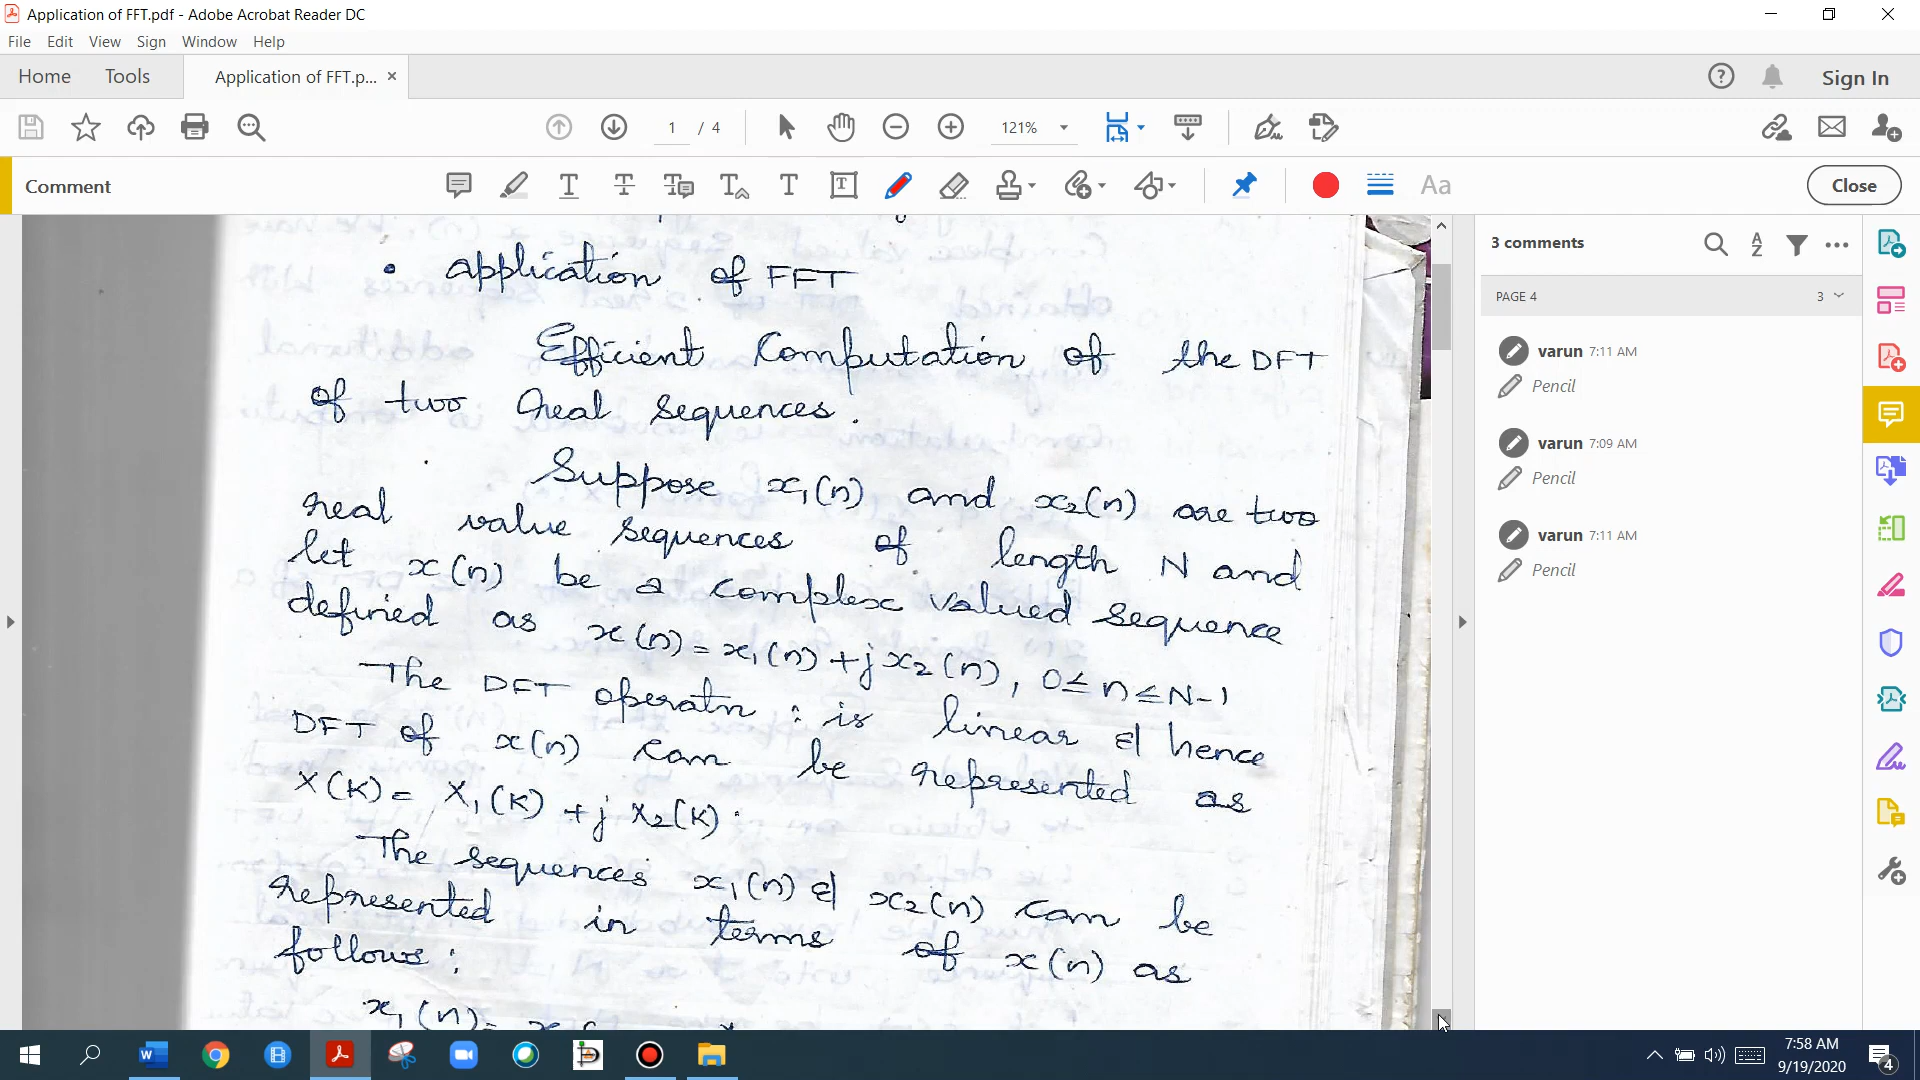 Application of FFT.pdf - Adobe Acrobat Reader DC
File Edit View Sign Window Help
Home Tools Application of FFT.p... × Sign In
1 / 4 121%
Comment Aa Close
• application of FFT
Efficient Computation of the DFT
of two real sequences.
Suppose x1(n) and x2(n) are two
real value sequences of length N and
let x(n) be a complex valued sequence
defined as x(n) = x1(n) + j x2(n), 0 ≤ n ≤ N-1
The DFT operatn : is linear & hence
DFT of x(n) can be represented as
X(K) = X1(K) + j X2(K).
The sequences x1(n) & x2(n) can be
represented in terms of x(n) as
follows:
x1(n) =
3 comments
PAGE 4 3
varun 7:11 AM
Pencil
varun 7:09 AM
Pencil
varun 7:11 AM
Pencil
7:58 AM
9/19/2020
4